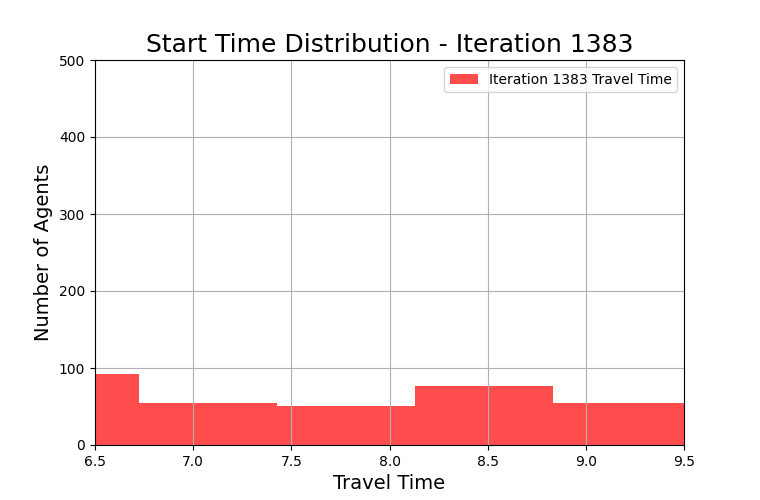 Start Time Distribution - Iteration 1383
Iteration 1383 Travel Time
Number of Agents
500
400
300
200
100
0
6.5 7.0 7.5 8.0 8.5 9.0 9.5
Travel Time